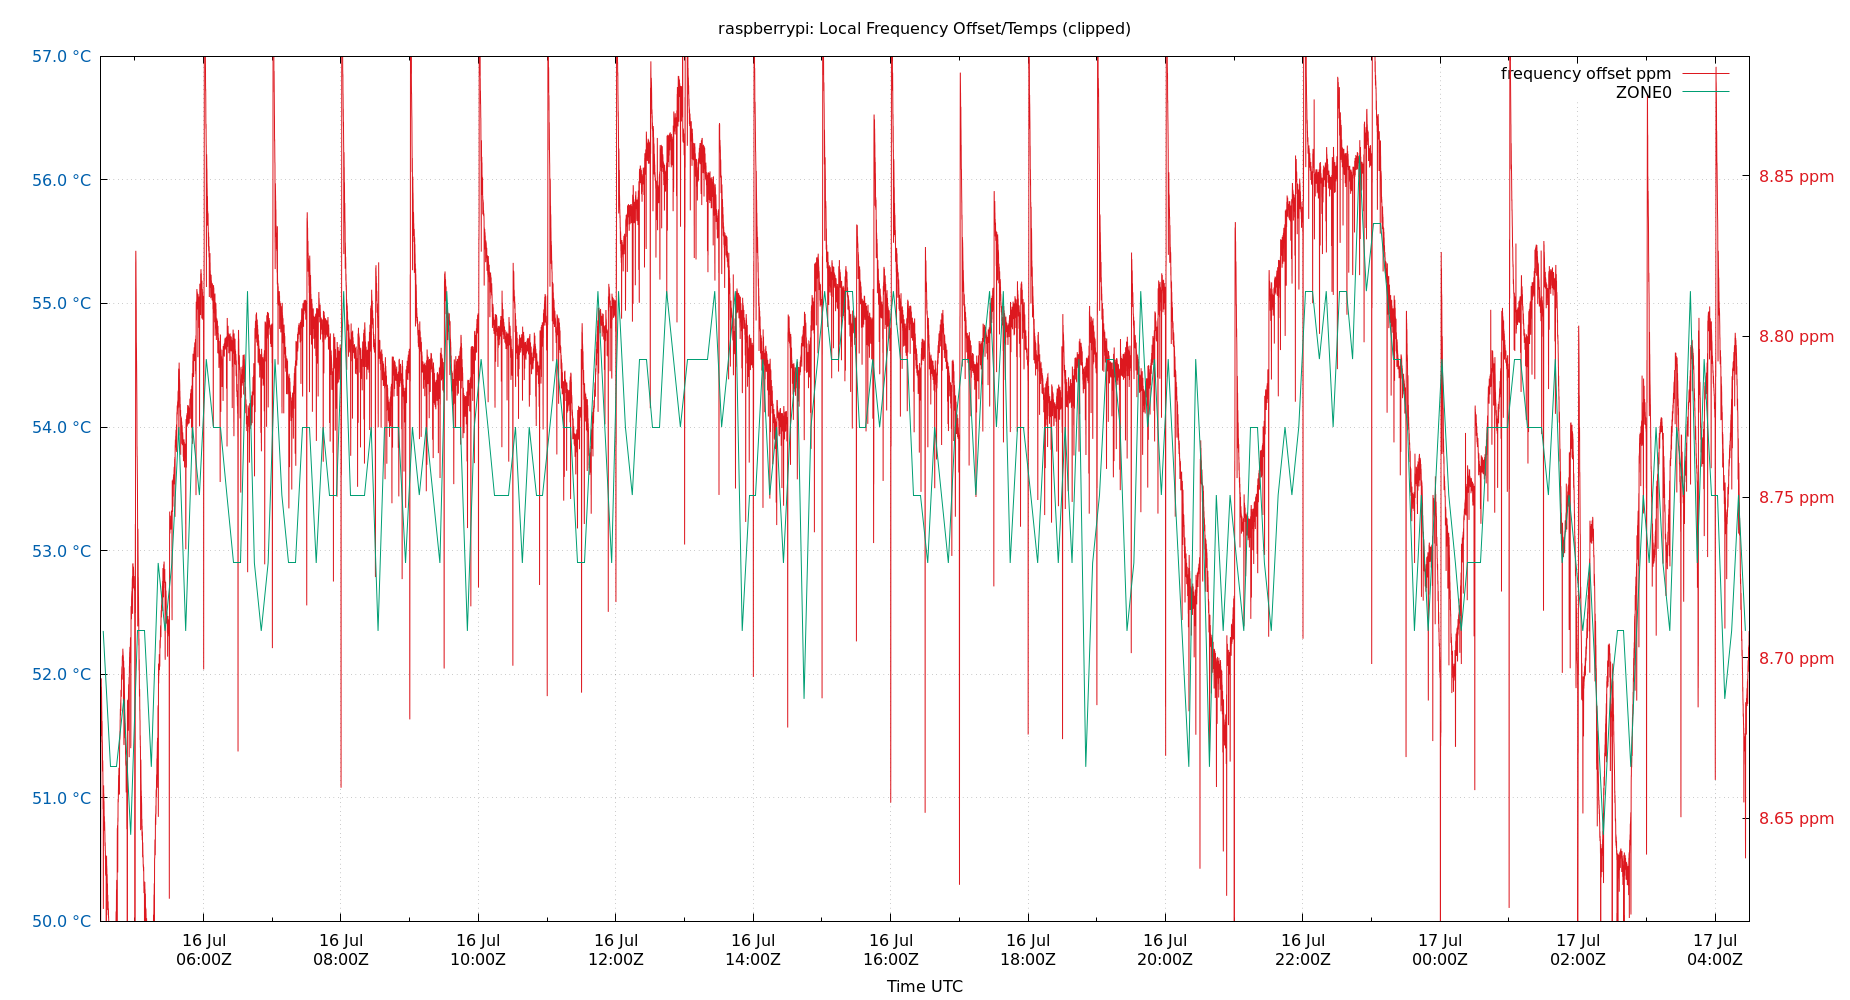 raspberrypi: Local Frequency Offset/Temps (clipped)
57.0 °C
56.0 °C
55.0 °C
54.0 °C
53.0 °C
52.0 °C
51.0 °C
50.0 °C
frequency offset ppm
ZONE0
8.85 ppm
8.80 ppm
8.75 ppm
8.70 ppm
8.65 ppm
16 Jul
06:00Z
16 Jul
08:00Z
16 Jul
10:00Z
16 Jul
12:00Z
16 Jul
14:00Z
16 Jul
16:00Z
16 Jul
18:00Z
16 Jul
20:00Z
16 Jul
22:00Z
17 Jul
00:00Z
17 Jul
02:00Z
17 Jul
04:00Z
Time UTC